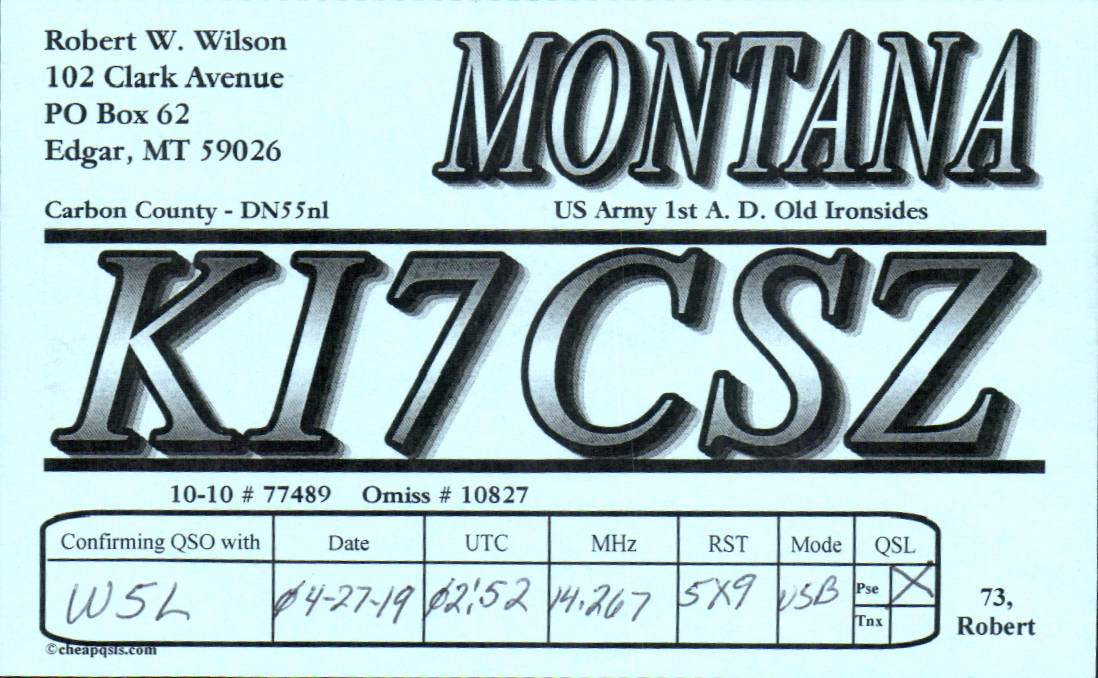 Robert W. Wilson
102 Clark Avenue
PO Box 62
Edgar, MT 59026
MONTANA
Carbon County - DN55nl
US Army 1st A. D. Old Ironsides
KI7CSZ
10-10 # 77489 Omiss # 10827
Confirming QSO with Date UTC MHz RST Mode QSL
W5L Ø4-27-19 Ø2:52 14.267 5X9 USB Pse X
Tnx
73,
Robert
©cheapqsls.com